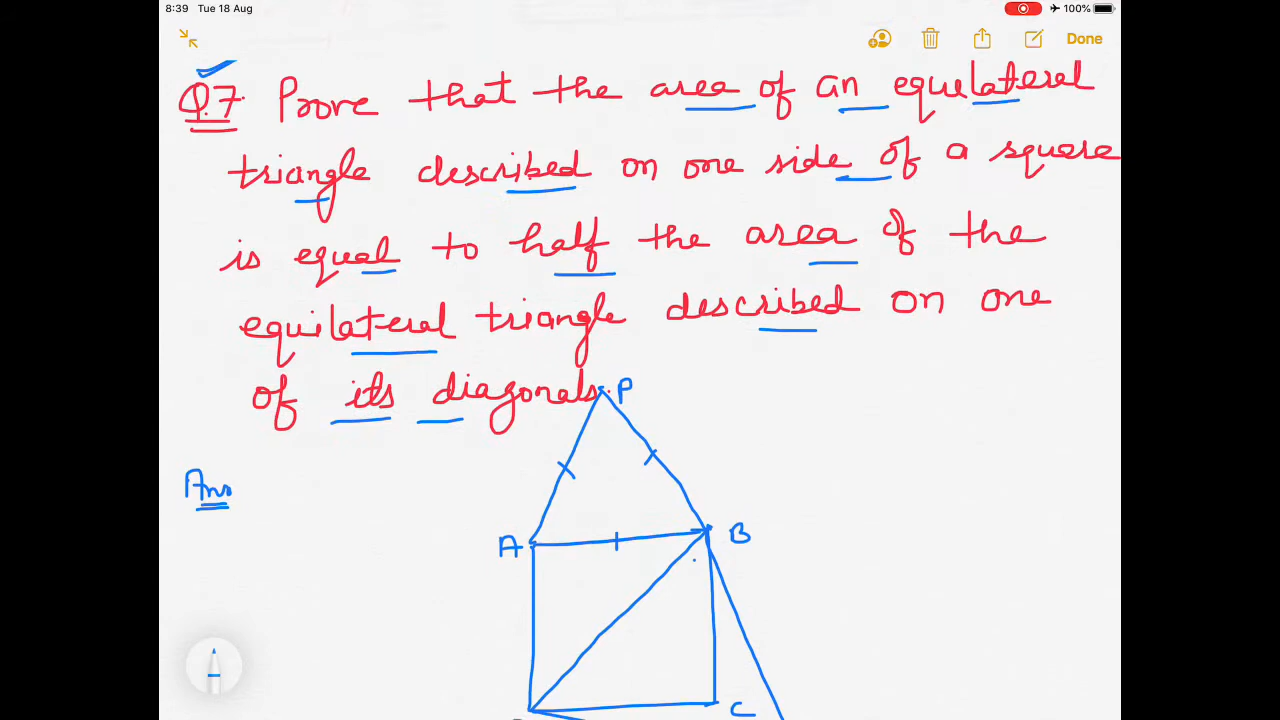 8:39 Tue 18 Aug
100%
Done
Q.7 Prove that the area of an equilateral
triangle described on one side of a square
is equal to half the area of the
equilateral triangle described on one
of its diagonals.
P
Ans
A
B
C